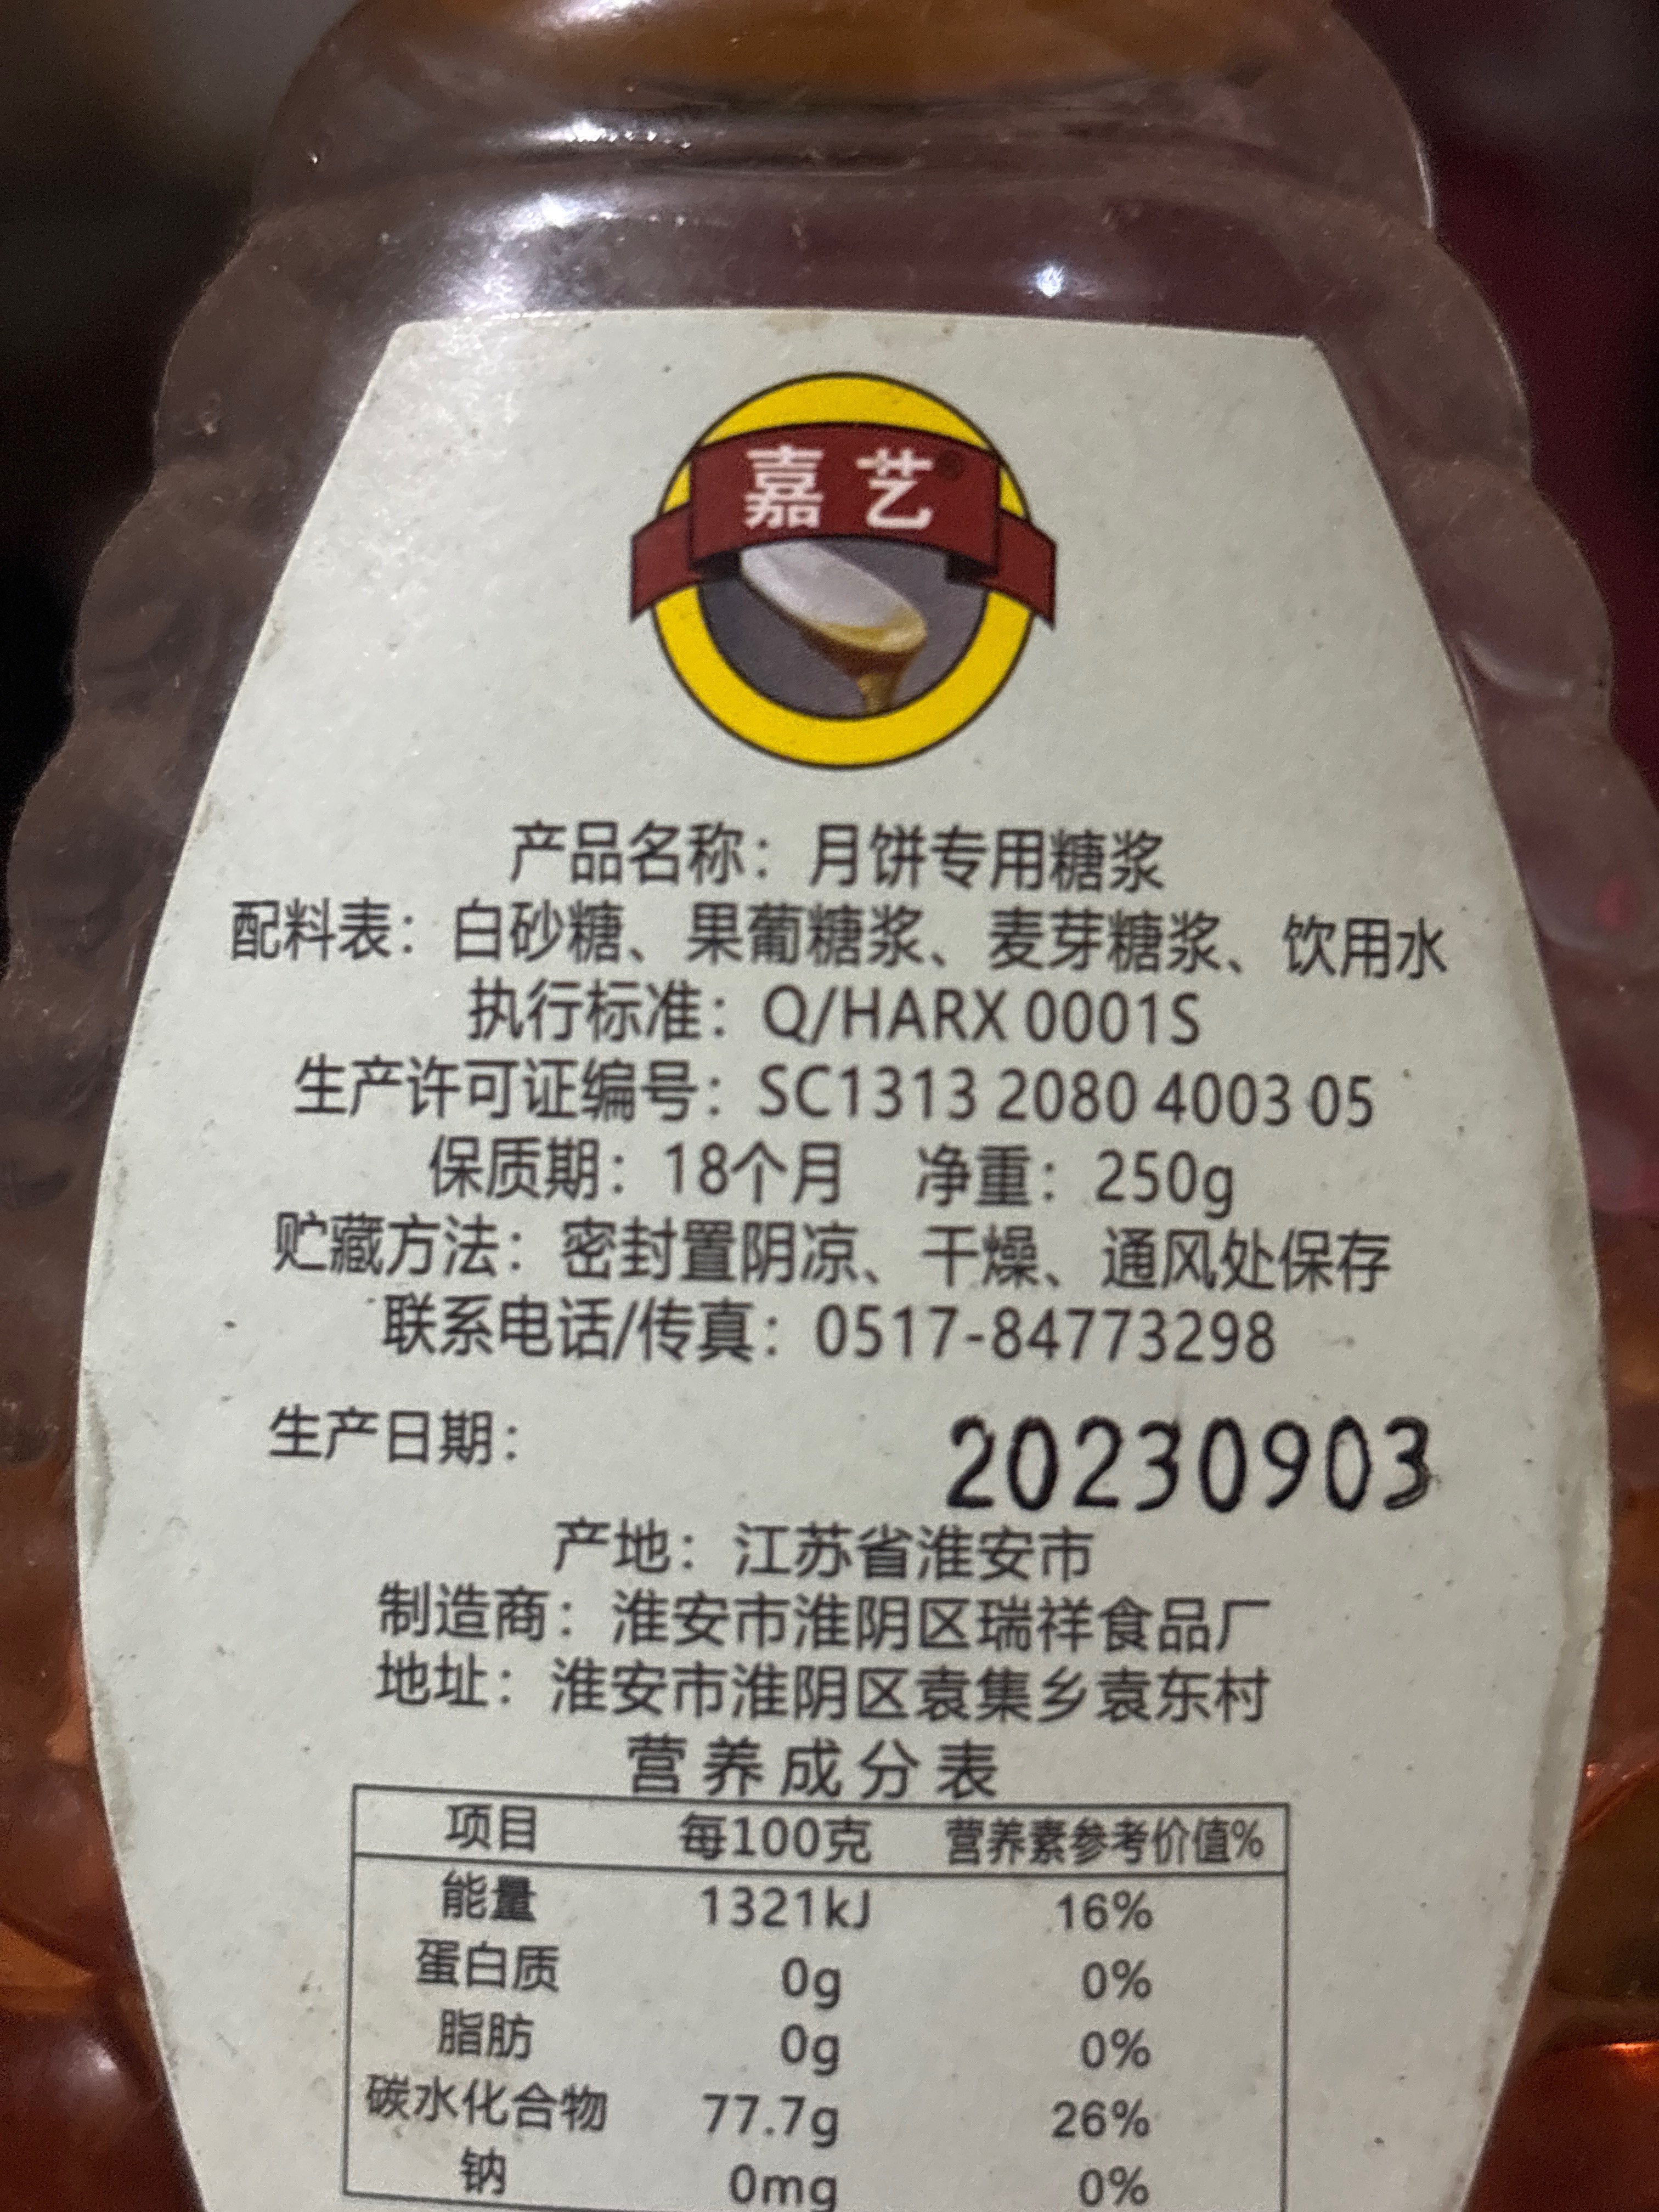 嘉艺®
产品名称：月饼专用糖浆
配料表：白砂糖、果葡糖浆、麦芽糖浆、饮用水
执行标准：Q/HARX 0001S
生产许可证编号：SC1313 2080 4003 05
保质期：18个月 净重：250g
贮藏方法：密封置阴凉、干燥、通风处保存
联系电话/传真：0517-84773298
生产日期： 20230903
产地：江苏省淮安市
制造商：淮安市淮阴区瑞祥食品厂
地址：淮安市淮阴区袁集乡袁东村
营养成分表
项目 每100克 营养素参考价值%
能量 1321kJ 16%
蛋白质 0g 0%
脂肪 0g 0%
碳水化合物 77.7g 26%
钠 0mg 0%